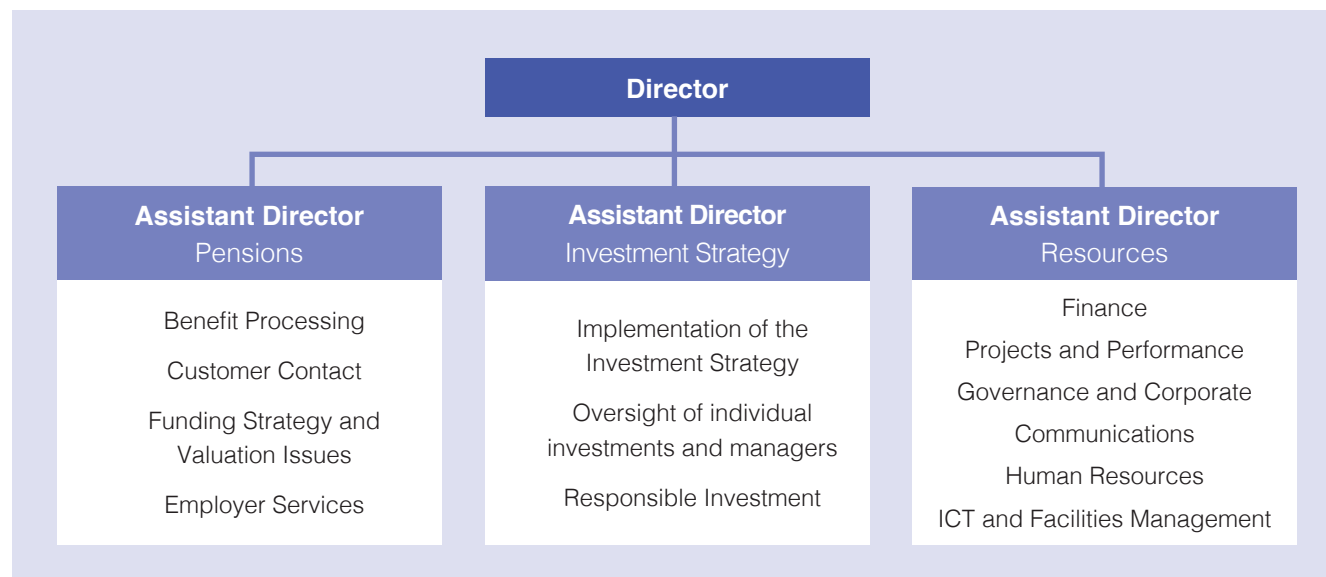 Director
Assistant Director
Pensions
Benefit Processing
Customer Contact
Funding Strategy and
Valuation Issues
Employer Services
Assistant Director
Investment Strategy
Implementation of the
Investment Strategy
Oversight of individual
investments and managers
Responsible Investment
Assistant Director
Resources
Finance
Projects and Performance
Governance and Corporate
Communications
Human Resources
ICT and Facilities Management